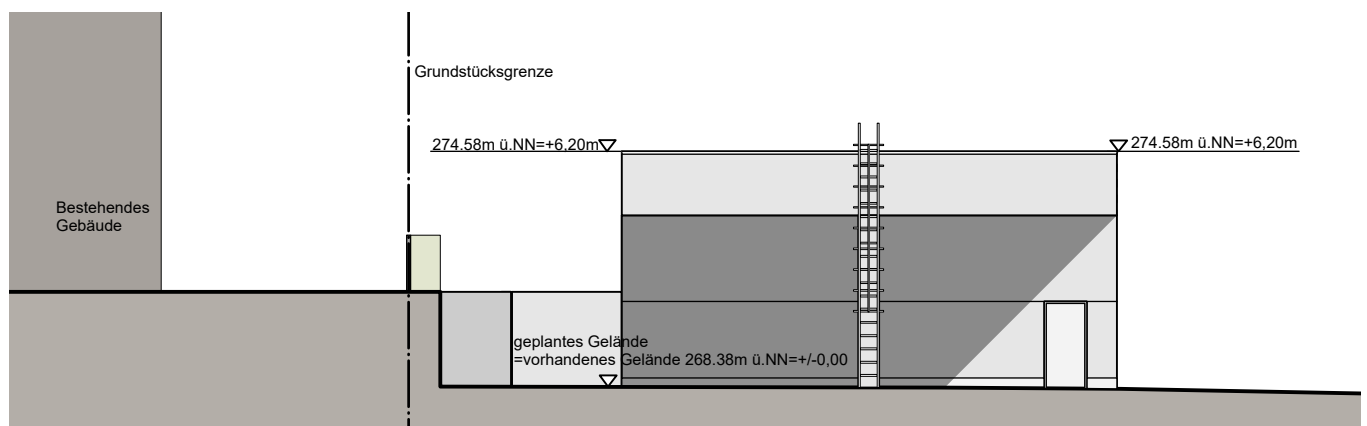 Grundstücksgrenze
274.58m ü.NN=+6,20m
274.58m ü.NN=+6,20m
Bestehendes
Gebäude
geplantes Gelände
=vorhandenes Gelände 268.38m ü.NN=+/-0,00